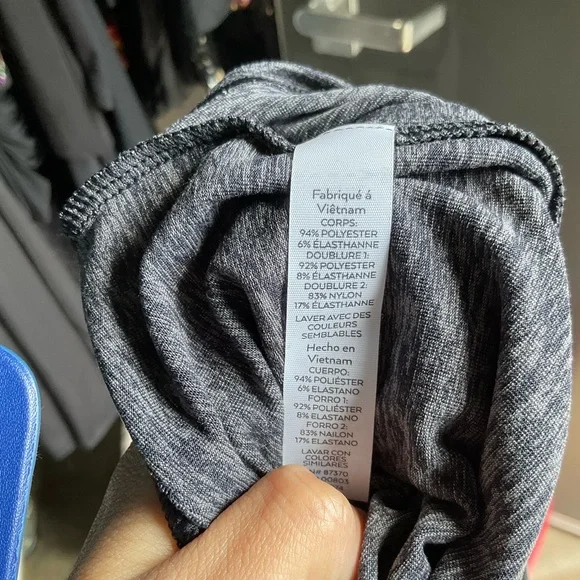 Fabriqué á
Viêtnam
CORPS:
94% POLYESTER
6% ÉLASTHANNE
DOUBLURE 1:
92% POLYESTER
8% ÉLASTHANNE
DOUBLURE 2:
83% NYLON
17% ÉLASTHANNE
LAVER AVEC DES
COULEURS
SEMBLABLES
Hecho en
Vietnam
CUERPO:
94% POLIÉSTER
6% ELASTANO
FORRO 1:
92% POLIÉSTER
8% ELASTANO
FORRO 2:
83% NAILON
17% ELASTANO
LAVAR CON
COLORES
SIMILARES
87370
00803